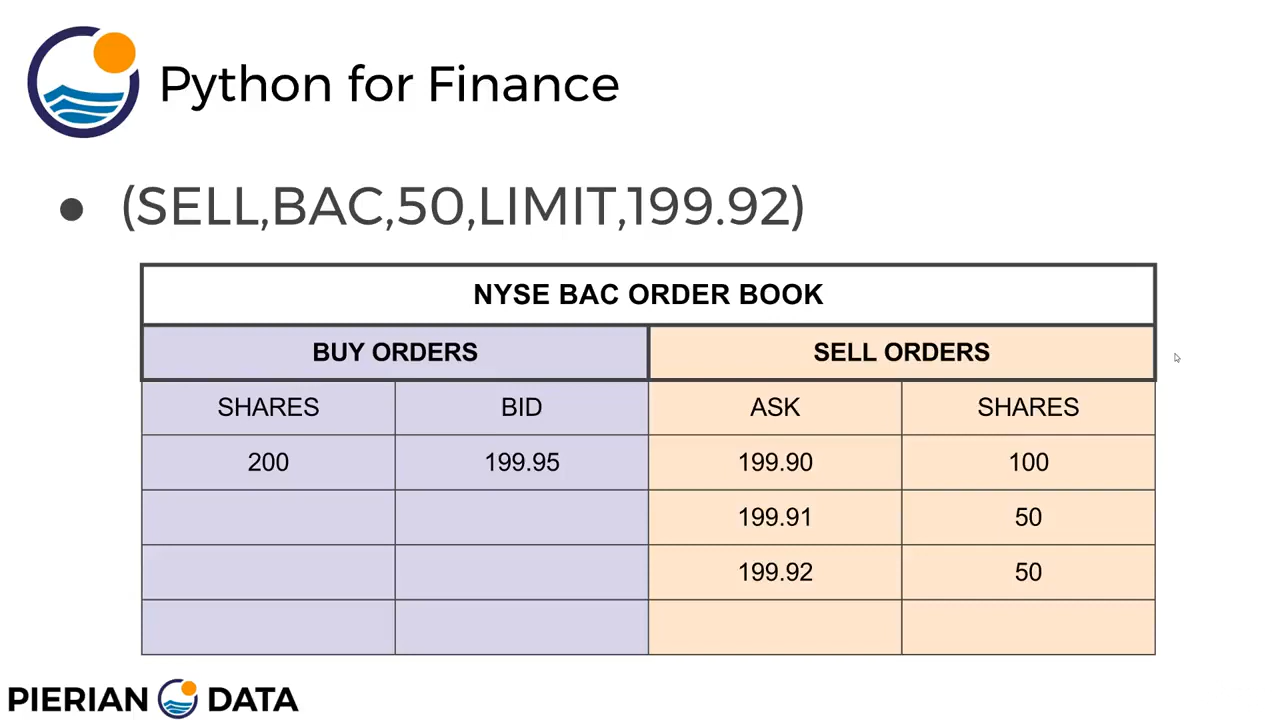 Python for Finance
● (SELL,BAC,50,LIMIT,199.92)
NYSE BAC ORDER BOOK
BUY ORDERS SELL ORDERS
SHARES BID ASK SHARES
200 199.95 199.90 100
199.91 50
199.92 50
PIERIAN DATA